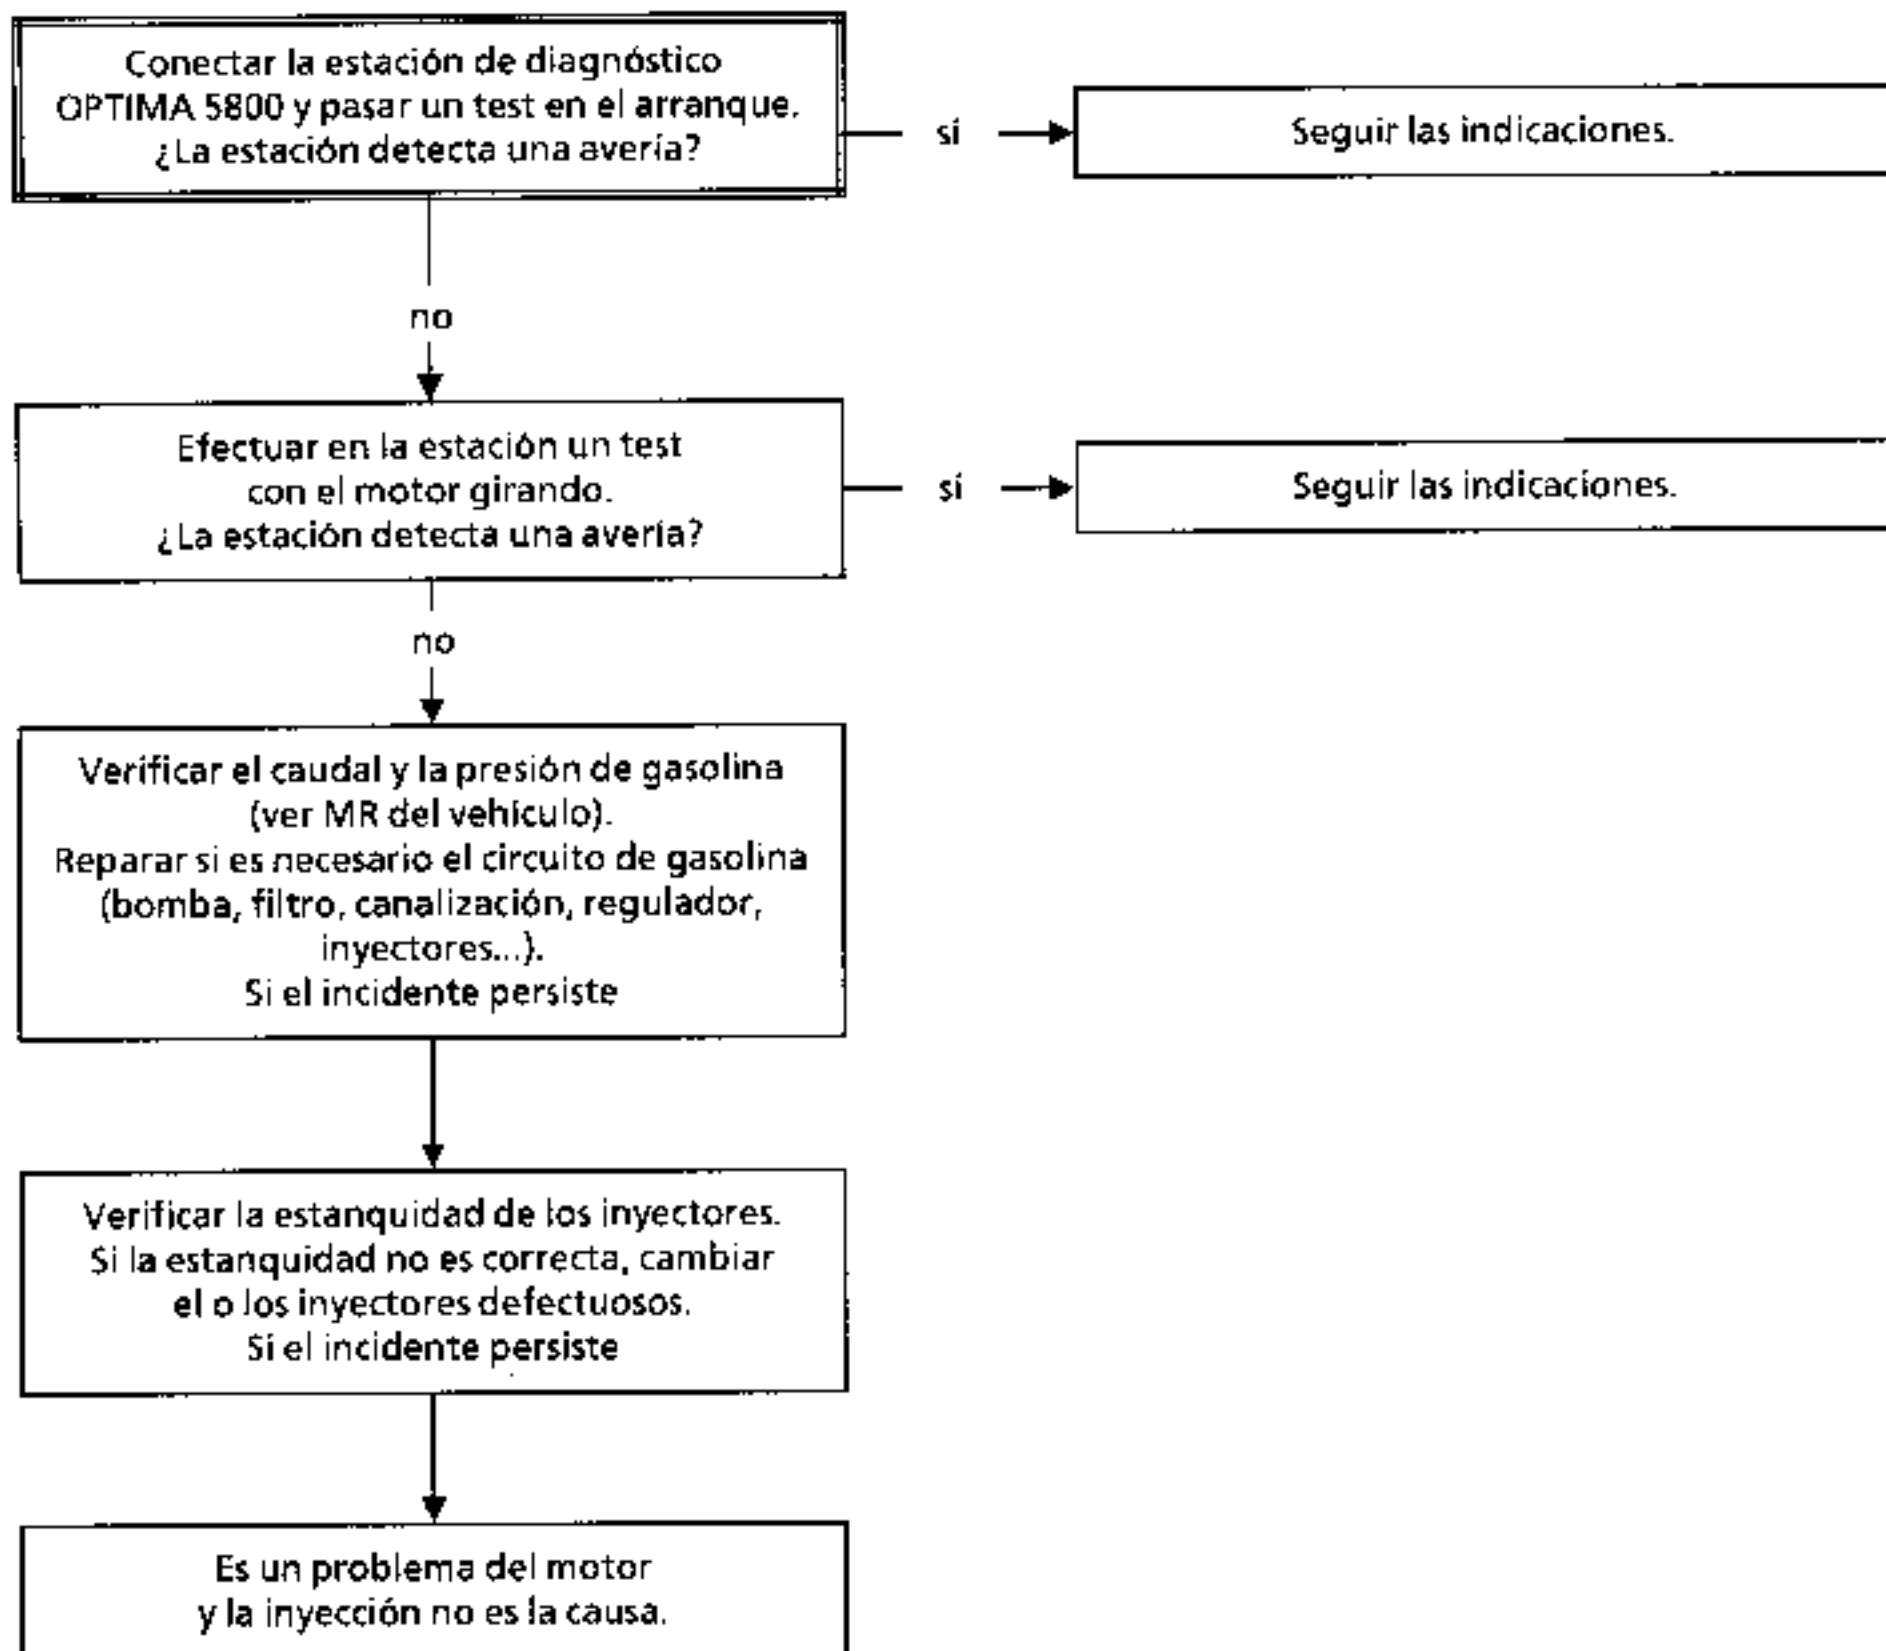 Conectar la estación de diagnóstico
OPTIMA 5800 y pasar un test en el arranque.
¿La estación detecta una avería?
sí
Seguir las indicaciones.
no
Efectuar en la estación un test
con el motor girando.
¿La estación detecta una avería?
sí
Seguir las indicaciones.
no
Verificar el caudal y la presión de gasolina
(ver MR del vehículo).
Reparar si es necesario el circuito de gasolina
(bomba, filtro, canalización, regulador,
inyectores...).
Si el incidente persiste
Verificar la estanquidad de los inyectores.
Si la estanquidad no es correcta, cambiar
el o los inyectores defectuosos.
Si el incidente persiste
Es un problema del motor
y la inyección no es la causa.